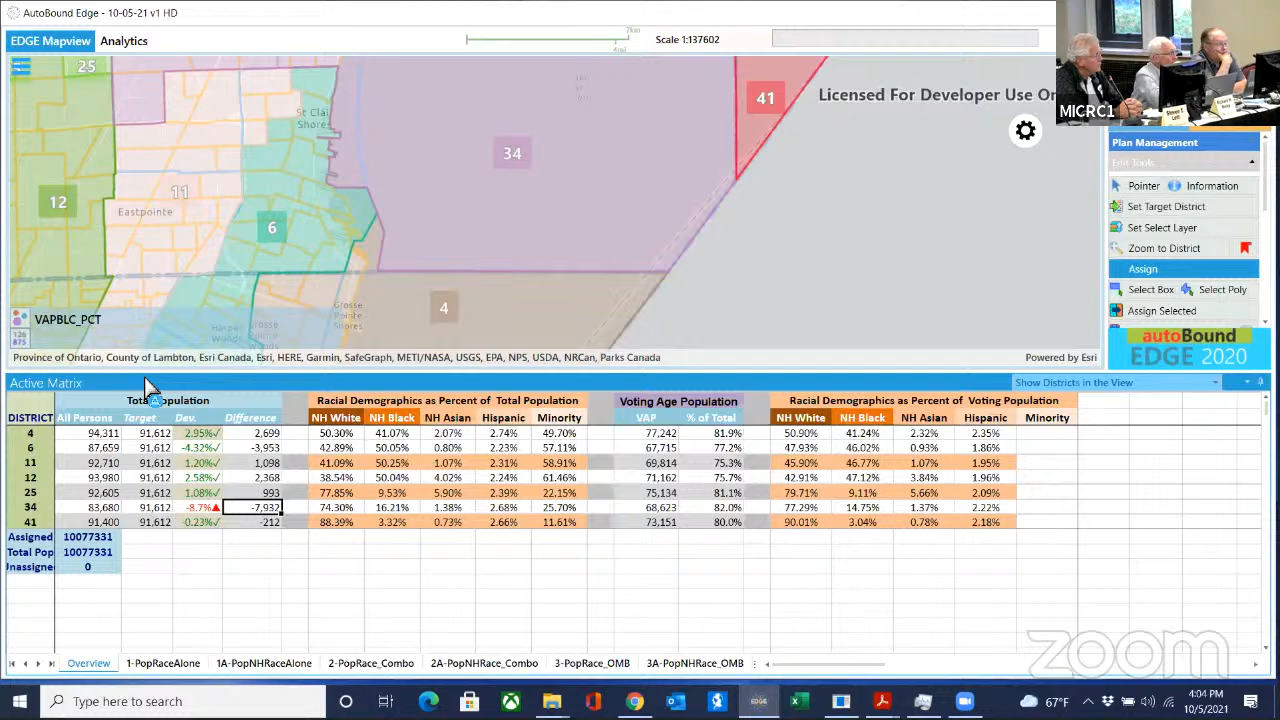 AutoBound Edge - 10-05-21 v1 HD
EDGE Mapview Analytics
7km
4mi
Scale 1:137602
25
St Clair
Shores
34
41
Licensed For Developer Use On
MICRC1
12
11
Eastpointe
6
4
Grosse
Pointe
Shores
Harper
Woods
Grosse
Pointe
Woods
VAPBLC_PCT
126
875
Province of Ontario, County of Lambton, Esri Canada, Esri, HERE, Garmin, SafeGraph, METI/NASA, USGS, EPA, NPS, USDA, NRCan, Parks Canada
Powered by Esri
Plan Management
Edit Tools...
Pointer Information
Set Target District
Set Select Layer
Zoom to District
Assign
Select Box Select Poly
Assign Selected
autoBound
EDGE 2020
Active Matrix
Show Districts in the View
Total Population Racial Demographics as Percent of Total Population Voting Age Population Racial Demographics as Percent of Voting Population
DISTRICT All Persons Target Dev. Difference NH White NH Black NH Asian Hispanic Minority VAP % of Total NH White NH Black NH Asian Hispanic Minority
4 94,311 91,612 2.95%✓ 2,699 50.30% 41.07% 2.07% 2.74% 49.70% 77,242 81.9% 50.90% 41.24% 2.32% 2.35%
6 87,659 91,612 -4.32%✓ -3,953 42.89% 50.05% 0.80% 2.23% 57.11% 67,715 77.2% 47.93% 46.02% 0.93% 1.86%
11 92,710 91,612 1.20%✓ 1,098 41.09% 50.25% 1.07% 2.31% 58.91% 69,814 75.3% 45.90% 46.77% 1.07% 1.95%
12 93,980 91,612 2.58%✓ 2,368 38.54% 50.04% 4.02% 2.24% 61.46% 71,162 75.7% 42.91% 47.12% 3.84% 1.96%
25 92,605 91,612 1.08%✓ 993 77.85% 9.53% 5.90% 2.39% 22.15% 75,134 81.1% 79.71% 9.11% 5.66% 2.09%
34 83,680 91,612 -8.7%▲ -7,932 74.30% 16.21% 1.38% 2.68% 25.70% 68,623 82.0% 77.29% 14.75% 1.37% 2.22%
41 91,400 91,612 -0.23%✓ -212 88.39% 3.32% 0.73% 2.66% 11.61% 73,151 80.0% 90.01% 3.04% 0.78% 2.18%
Assigned 10077331
Total Pop 10077331
Unassigne 0
Overview 1-PopRaceAlone 1A-PopNHRaceAlone 2-PopRace_Combo 2A-PopNHRace_Combo 3-PopRace_OMB 3A-PopNHRace_OMB
zoom
Type here to search
EDGE
67°F
4:04 PM
10/5/2021